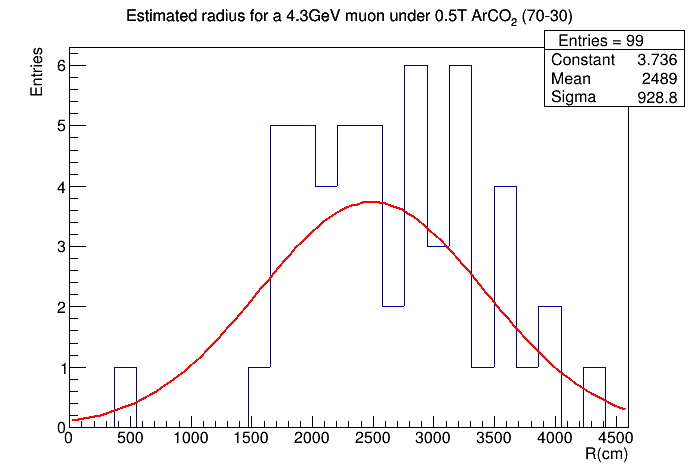 Estimated radius for a 4.3GeV muon under 0.5T ArCO2 (70-30)
Entries = 99
Constant 3.736
Mean 2489
Sigma 928.8
Entries
6
5
4
3
2
1
0
0 500 1000 1500 2000 2500 3000 3500 4000 4500
R(cm)